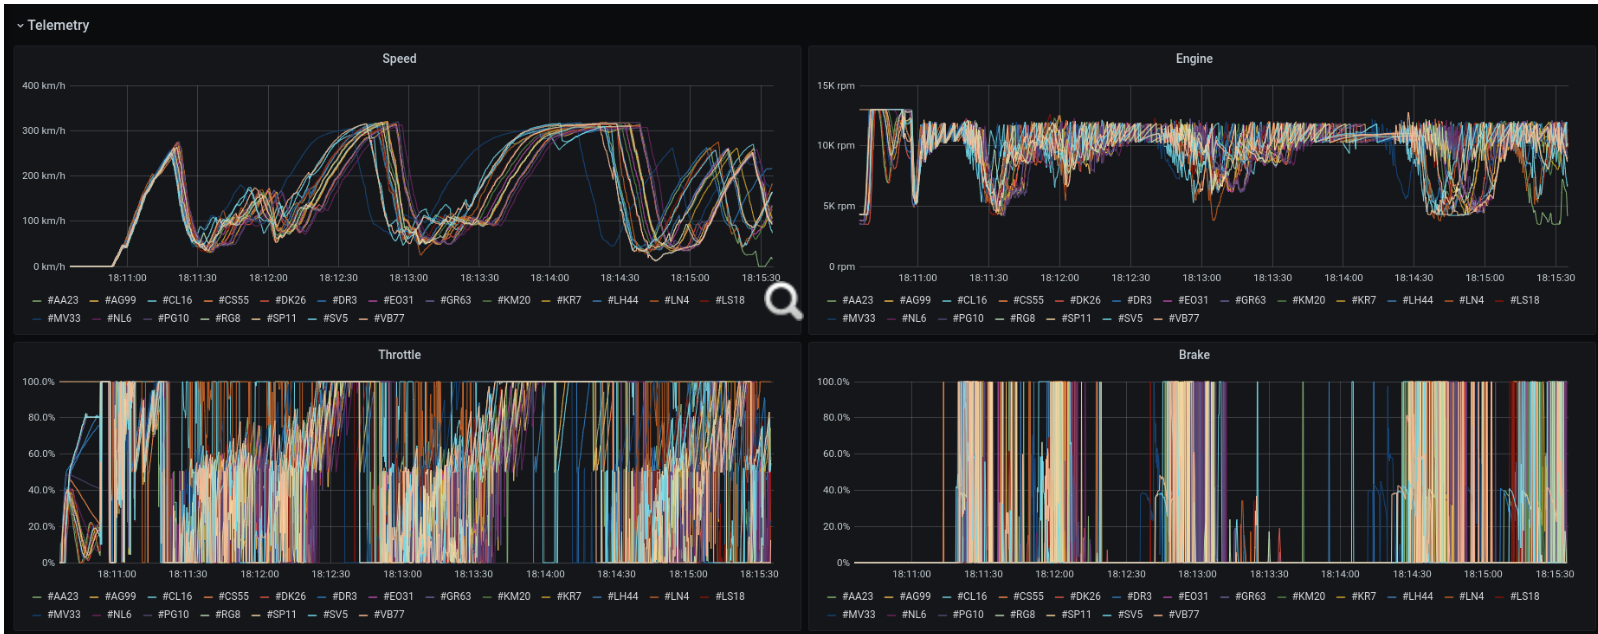 Telemetry
Speed
400 km/h
300 km/h
200 km/h
100 km/h
0 km/h
18:11:00 18:11:30 18:12:00 18:12:30 18:13:00 18:13:30 18:14:00 18:14:30 18:15:00 18:15:30
#AA23 #AG99 #CL16 #CS55 #DK26 #DR3 #EO31 #GR63 #KM20 #KR7 #LH44 #LN4 #LS18
#MV33 #NL6 #PG10 #RG8 #SP11 #SV5 #VB77
Engine
15K rpm
10K rpm
5K rpm
0 rpm
18:11:00 18:11:30 18:12:00 18:12:30 18:13:00 18:13:30 18:14:00 18:14:30 18:15:00 18:15:30
#AA23 #AG99 #CL16 #CS55 #DK26 #DR3 #EO31 #GR63 #KM20 #KR7 #LH44 #LN4 #LS18
#MV33 #NL6 #PG10 #RG8 #SP11 #SV5 #VB77
Throttle
100.0%
80.0%
60.0%
40.0%
20.0%
0%
18:11:00 18:11:30 18:12:00 18:12:30 18:13:00 18:13:30 18:14:00 18:14:30 18:15:00 18:15:30
#AA23 #AG99 #CL16 #CS55 #DK26 #DR3 #EO31 #GR63 #KM20 #KR7 #LH44 #LN4 #LS18
#MV33 #NL6 #PG10 #RG8 #SP11 #SV5 #VB77
Brake
100.0%
80.0%
60.0%
40.0%
20.0%
0%
18:11:00 18:11:30 18:12:00 18:12:30 18:13:00 18:13:30 18:14:00 18:14:30 18:15:00 18:15:30
#AA23 #AG99 #CL16 #CS55 #DK26 #DR3 #EO31 #GR63 #KM20 #KR7 #LH44 #LN4 #LS18
#MV33 #NL6 #PG10 #RG8 #SP11 #SV5 #VB77